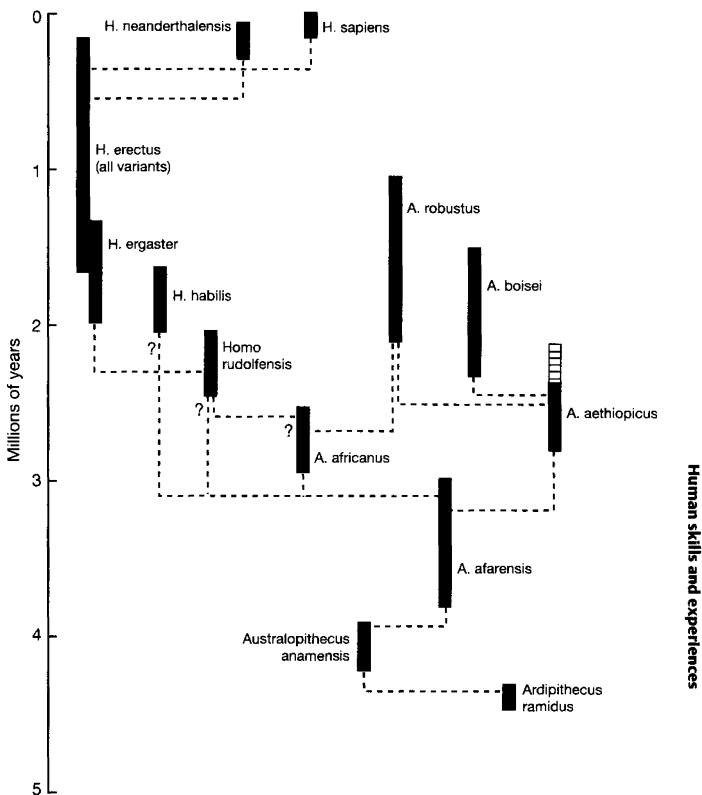 0
H. neanderthalensis
H. sapiens
H. erectus
(all variants)
1
A. robustus
H. ergaster
A. boisei
H. habilis
2
?
Homo
rudolfensis
?
?
A. aethiopicus
A. africanus
3
Millions of years
A. afarensis
Human skills and experiences
4
Australopithecus
anamensis
Ardipithecus
ramidus
5